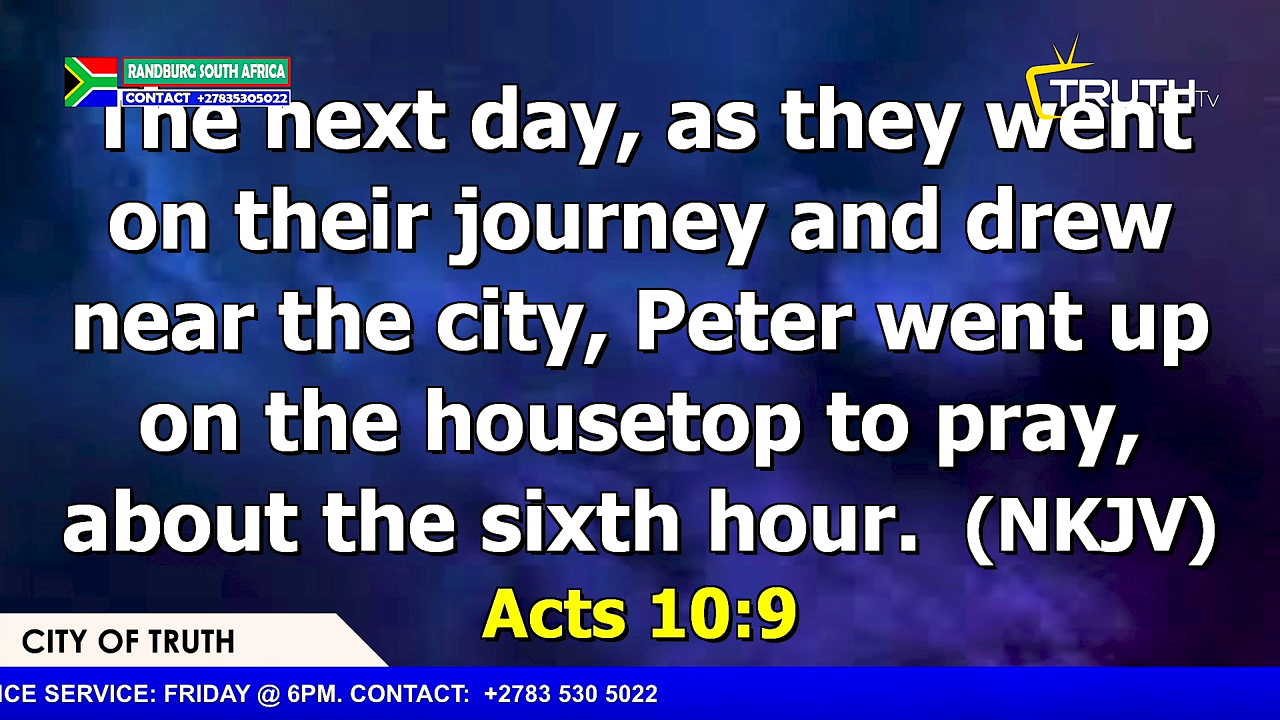 RANDBURG SOUTH AFRICA
CONTACT +27835305022
TRUTH TV
The next day, as they went
on their journey and drew
near the city, Peter went up
on the housetop to pray,
about the sixth hour. (NKJV)
Acts 10:9
CITY OF TRUTH
ICE SERVICE: FRIDAY @ 6PM. CONTACT: +2783 530 5022